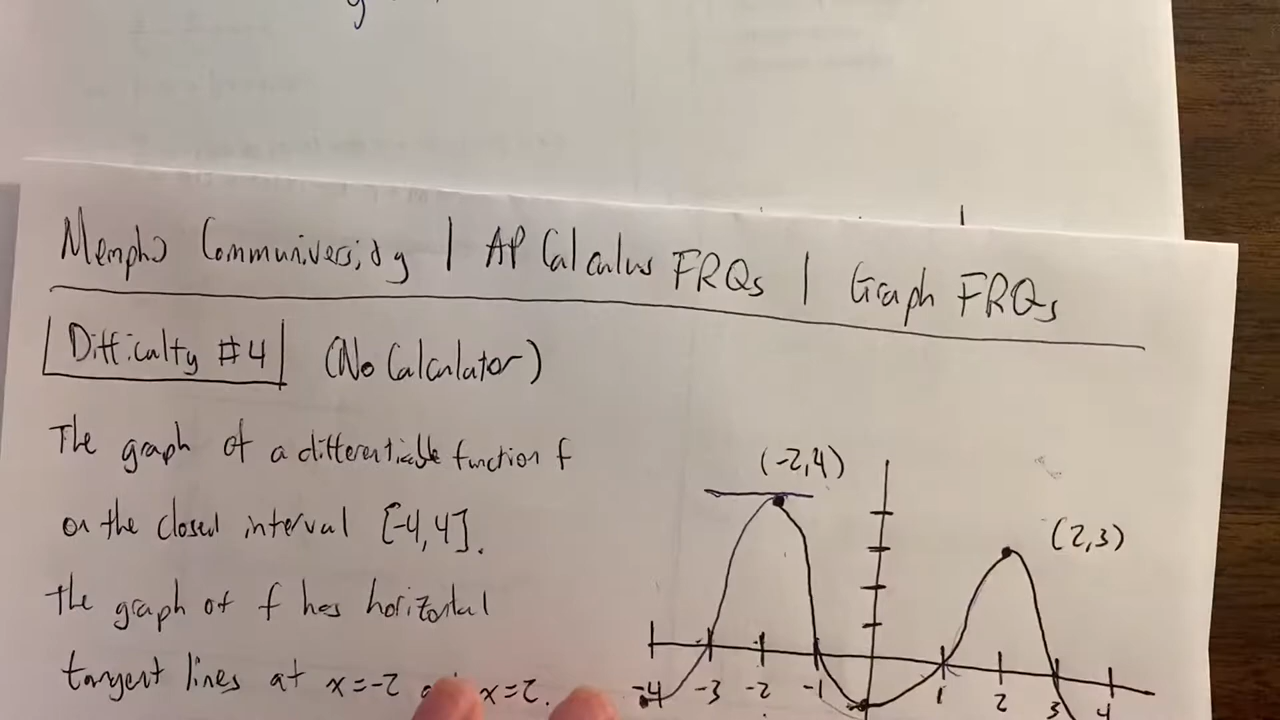 Memphis Communiversidy | AP Calculus FRQs | Graph FRQs
Difficulty #4 (No Calculator)
The graph of a differentiable function f
on the closed interval [-4,4].
the graph of f has horizontal
tangent lines at x=-2 x=2.
(-2,4)
(2,3)
-4 -3 -2 -1 1 2 3 4